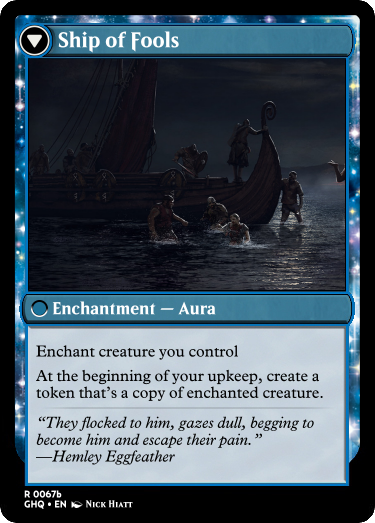 Ship of Fools
Enchantment — Aura
Enchant creature you control
At the beginning of your upkeep, create a
token that's a copy of enchanted creature.
“They flocked to him, gazes dull, begging to
become him and escape their pain.”
—Hemley Eggfeather
R 0067b
GHQ • EN Nick Hiatt